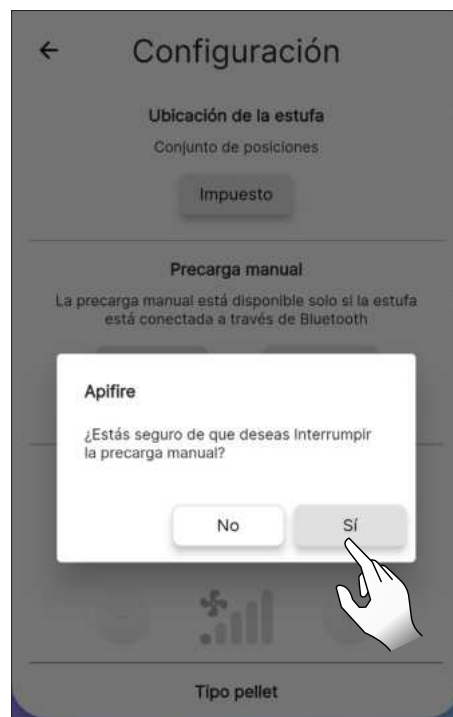 Configuración
Ubicación de la estufa
Conjunto de posiciones
Impuesto
Precarga manual
La precarga manual está disponible solo si la estufa
está conectada a través de Bluetooth
Apifire
¿Estás seguro de que deseas Interrumpir
la precarga manual?
No
Sí
Tipo pellet